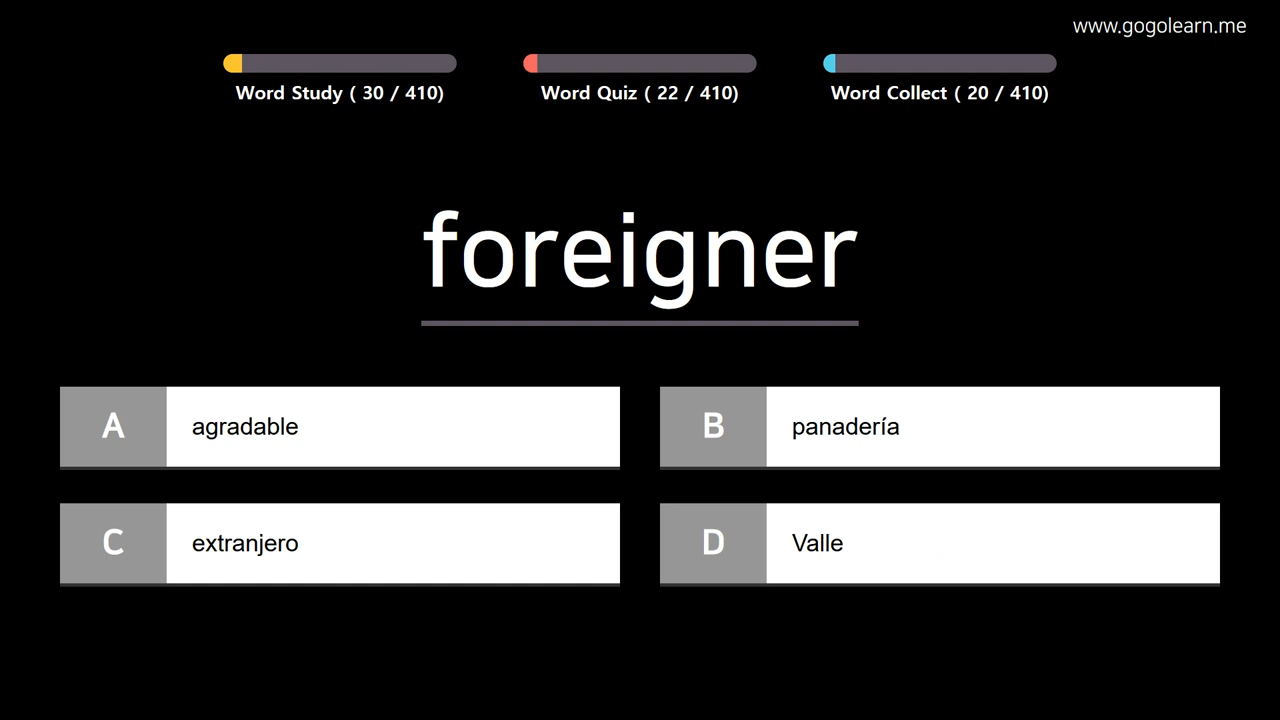 www.gogolearn.me
Word Study ( 30 / 410)
Word Quiz ( 22 / 410)
Word Collect ( 20 / 410)
foreigner
A agradable
B panadería
C extranjero
D Valle